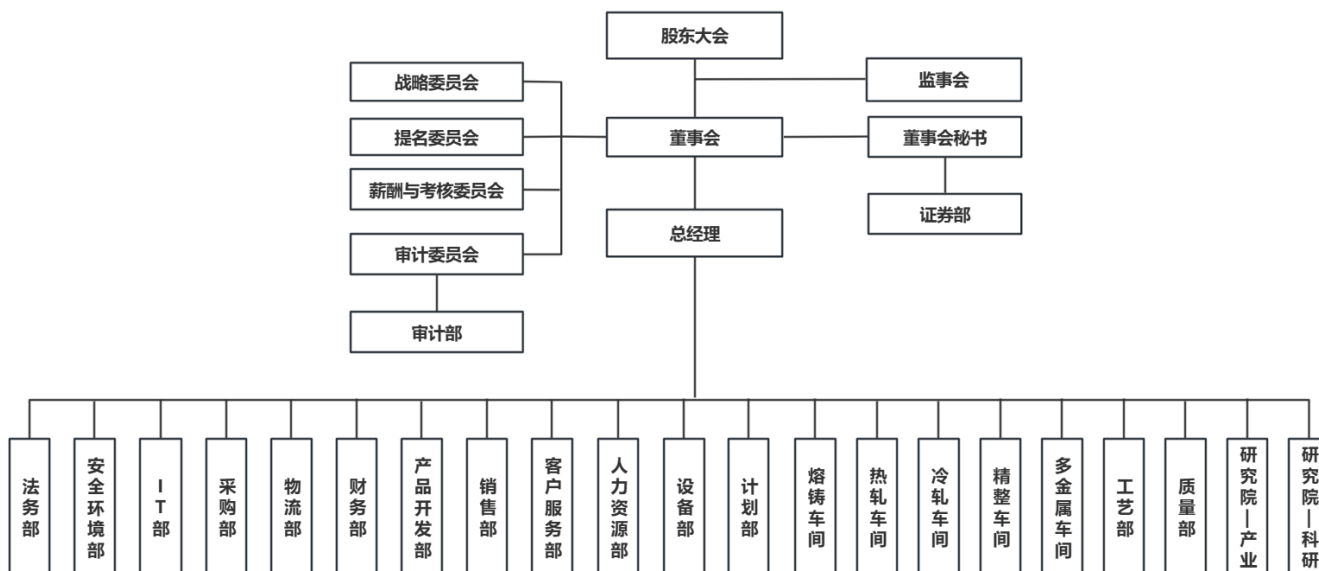 股东大会
战略委员会
监事会
提名委员会
董事会
董事会秘书
薪酬与考核委员会
总经理
证券部
审计委员会
审计部
法务部
安全环境部
IT部
采购部
物流部
财务部
产品开发部
销售部
客户服务部
人力资源部
设备部
计划部
熔铸车间
热轧车间
冷轧车间
精整车间
多金属车间
工艺部
质量部
研究院—产业
研究院—科研